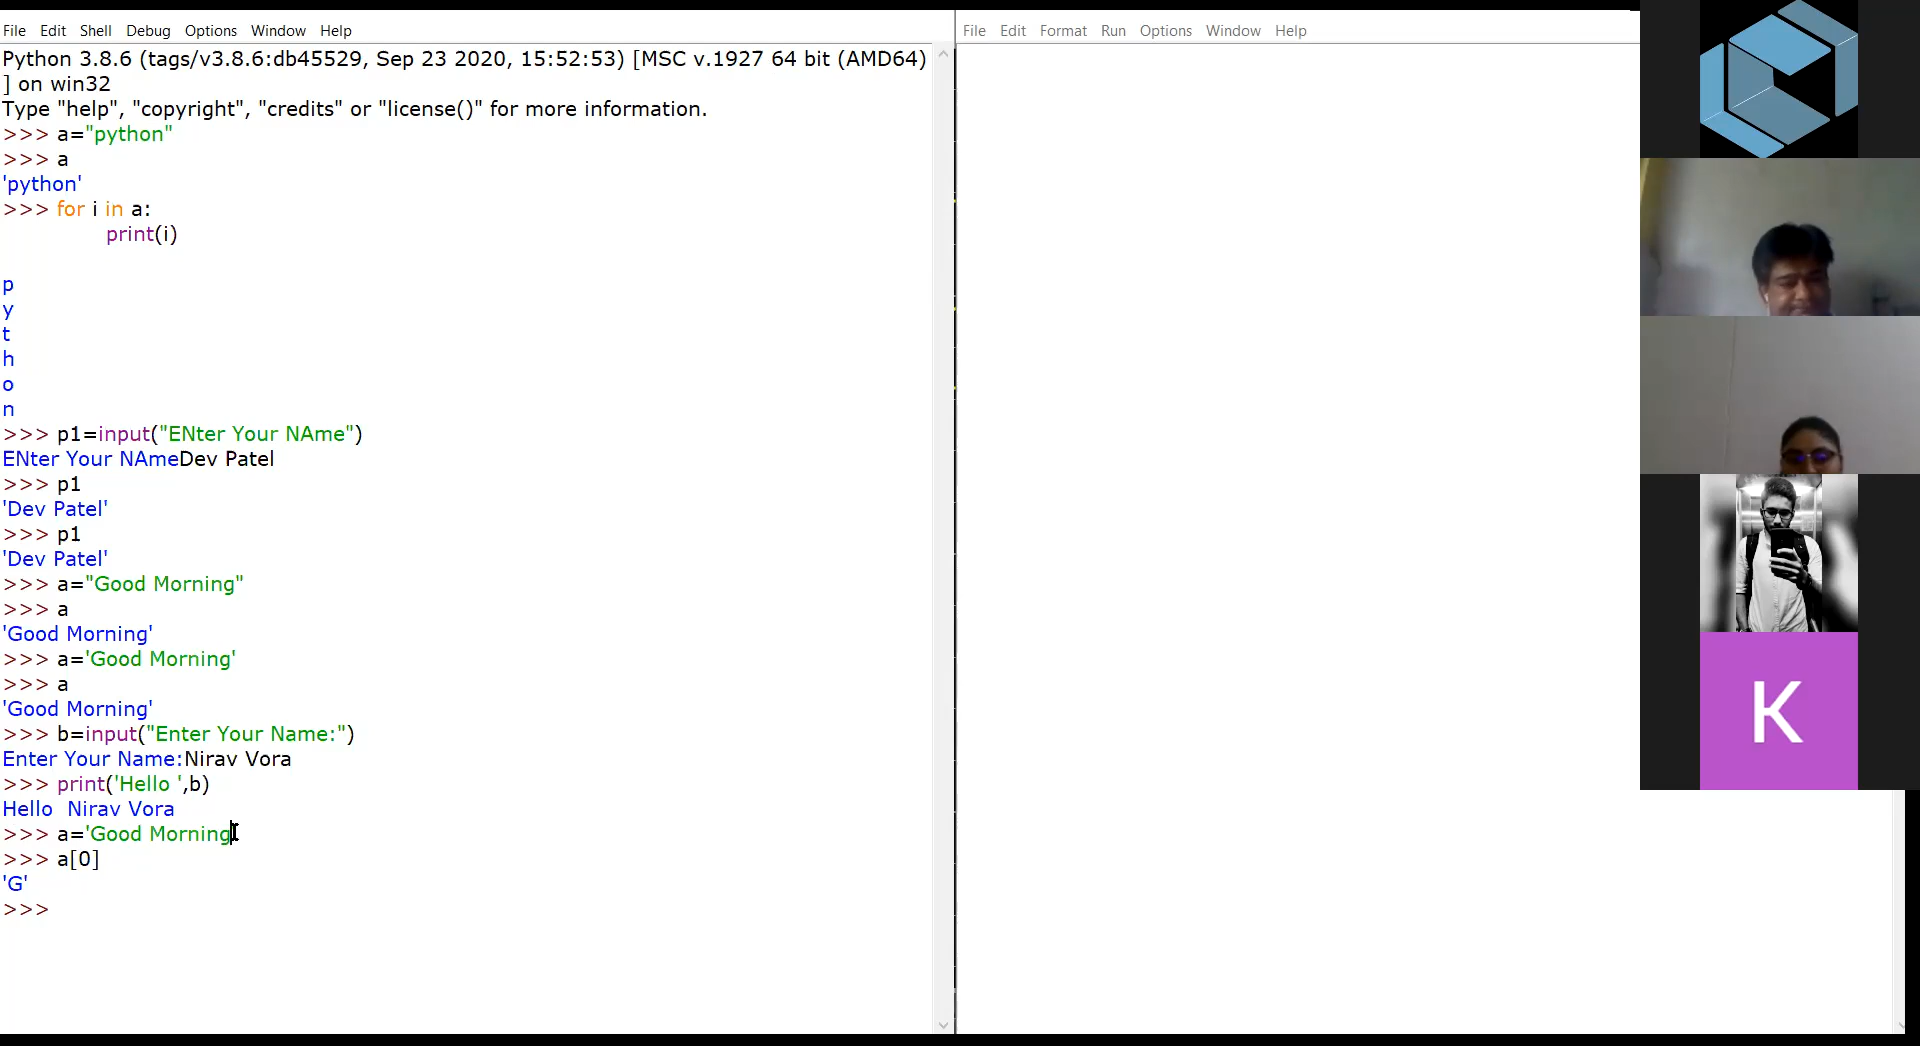 File Edit Shell Debug Options Window Help
Python 3.8.6 (tags/v3.8.6:db45529, Sep 23 2020, 15:52:53) [MSC v.1927 64 bit (AMD64)
] on win32
Type "help", "copyright", "credits" or "license()" for more information.
>>> a="python"
>>> a
'python'
>>> for i in a:
print(i)
p
y
t
h
o
n
>>> p1=input("ENter Your NAme")
ENter Your NAmeDev Patel
>>> p1
'Dev Patel'
>>> p1
'Dev Patel'
>>> a="Good Morning"
>>> a
'Good Morning'
>>> a='Good Morning'
>>> a
'Good Morning'
>>> b=input("Enter Your Name:")
Enter Your Name:Nirav Vora
>>> print('Hello ',b)
Hello  Nirav Vora
>>> a='Good Morning
>>> a[0]
'G'
>>>
File Edit Format Run Options Window Help
K